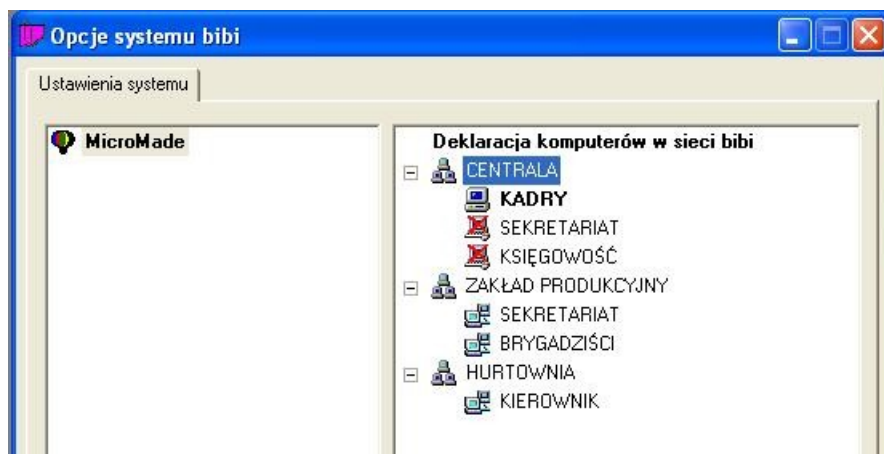 Opcje systemu bibi
Ustawienia systemu
MicroMade
Deklaracja komputerów w sieci bibi
CENTRALA
KADRY
SEKRETARIAT
KSIĘGOWOŚĆ
ZAKŁAD PRODUKCYJNY
SEKRETARIAT
BRYGADZIŚCI
HURTOWNIA
KIEROWNIK